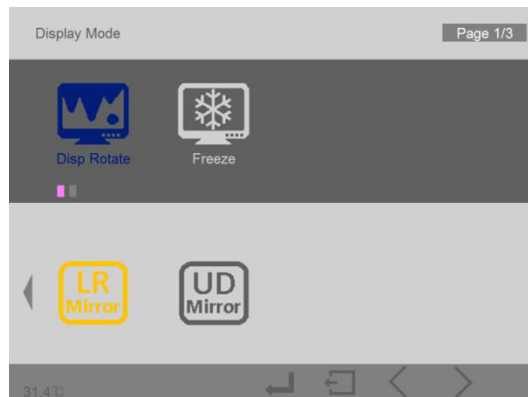 Display Mode
Page 1/3
Disp Rotate
Freeze
LR
Mirror
UD
Mirror
31.4℃